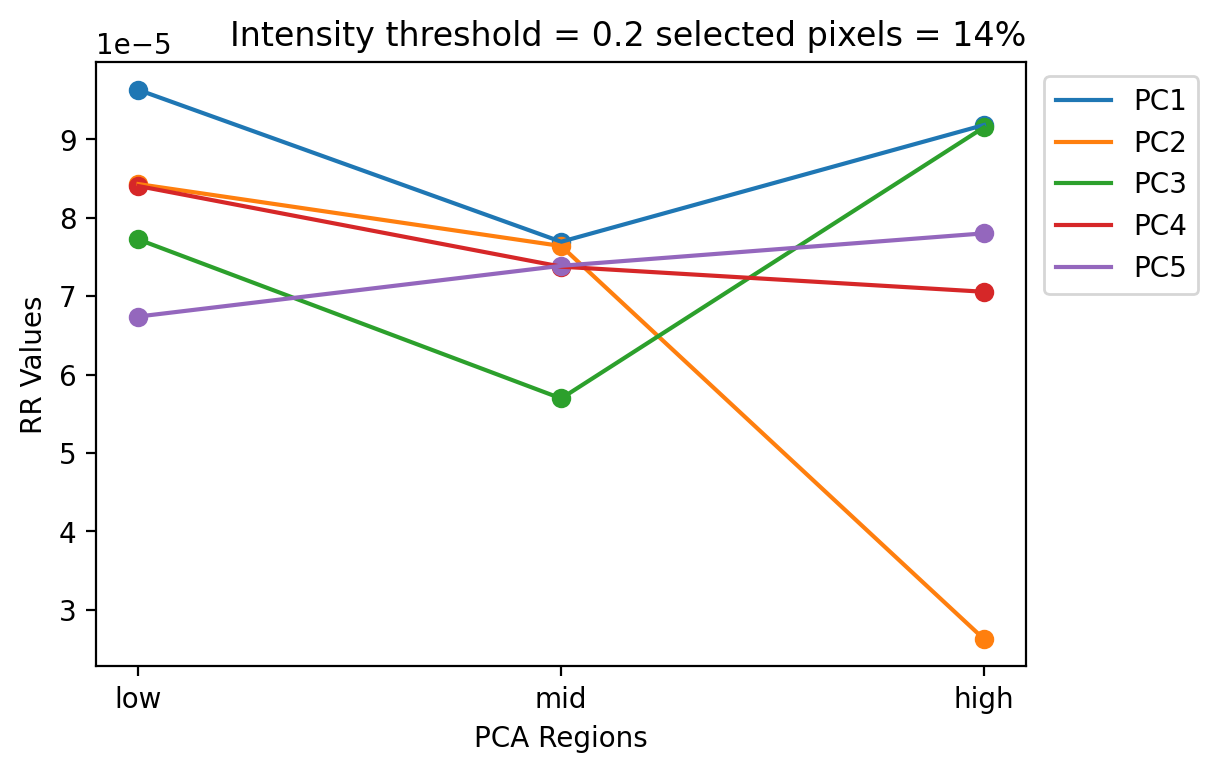 Intensity threshold = 0.2 selected pixels = 14%
1e−5
9
8
7
6
5
4
3
RR Values
low
mid
high
PCA Regions
PC1
PC2
PC3
PC4
PC5